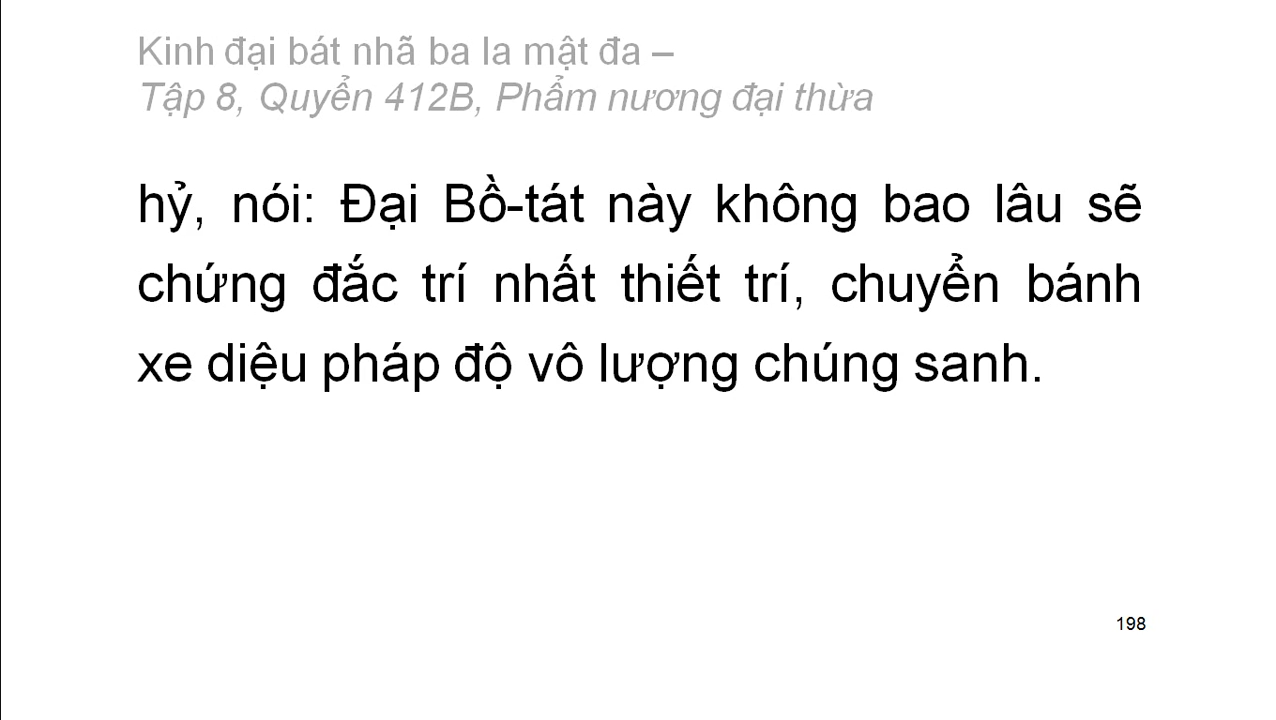 Kinh đại bát nhã ba la mật đa –
Tập 8, Quyển 412B, Phẩm nương đại thừa
hỷ, nói: Đại Bồ-tát này không bao lâu sẽ
chứng đắc trí nhất thiết trí, chuyển bánh
xe diệu pháp độ vô lượng chúng sanh.
198